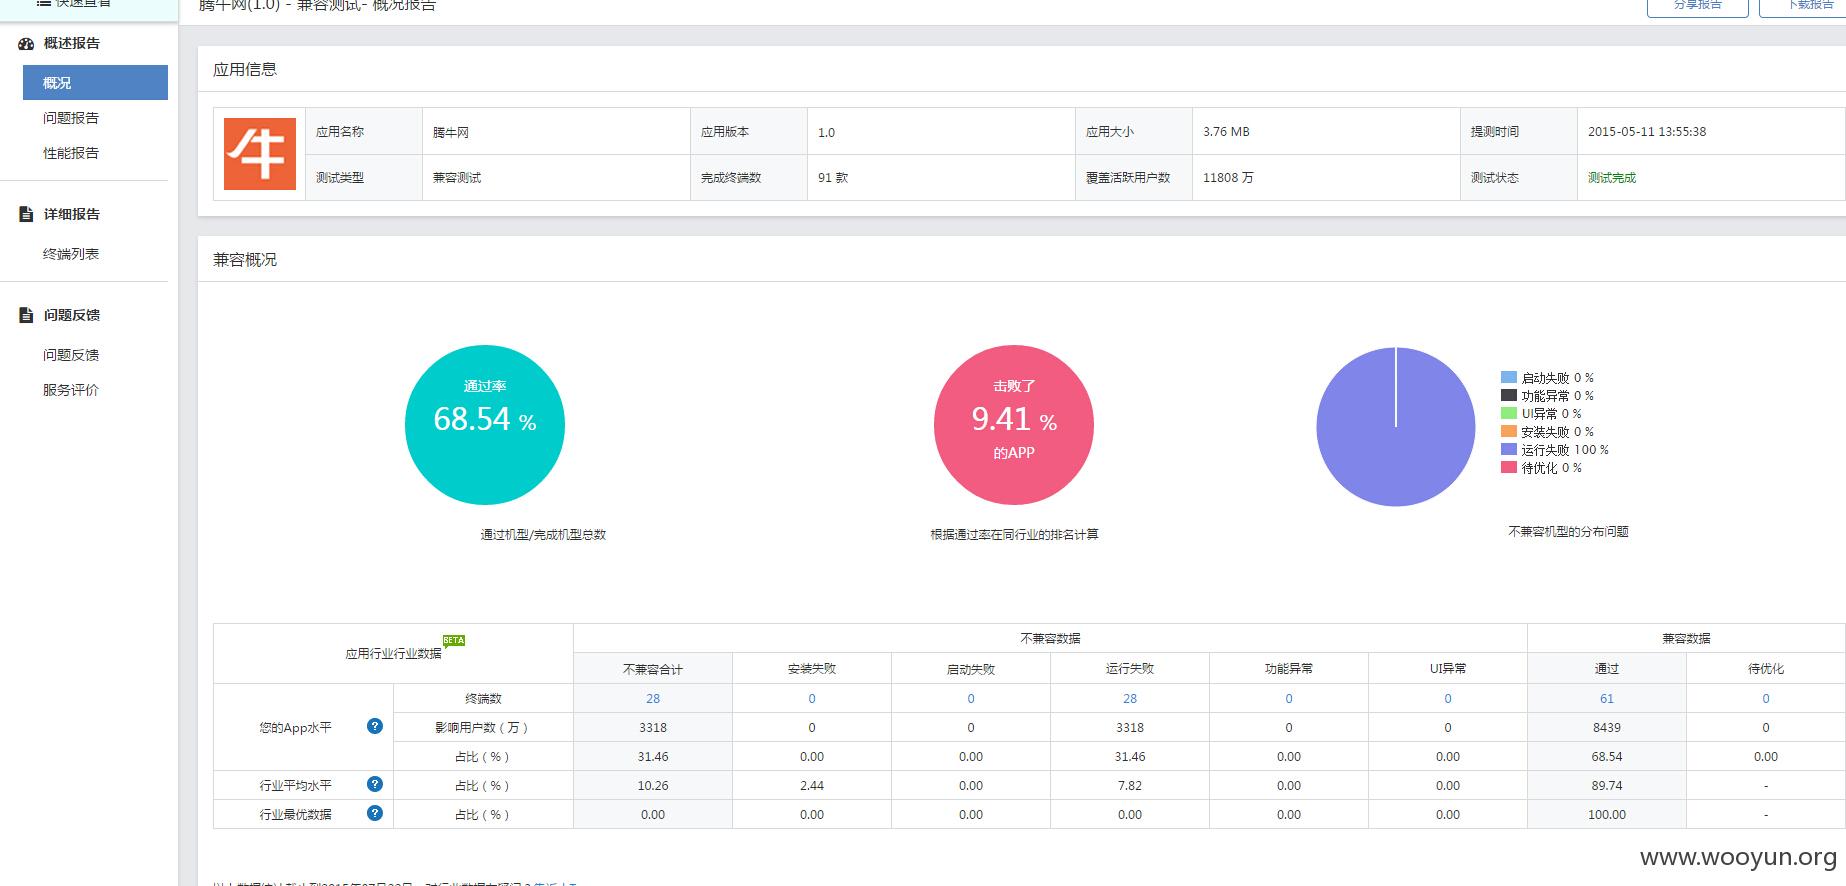 快速查看
腾牛网(1.0) - 兼容测试- 概况报告
分享报告
下载报告
概述报告
概况
问题报告
性能报告
详细报告
终端列表
问题反馈
问题反馈
服务评价
应用信息
牛
应用名称 腾牛网 应用版本 1.0 应用大小 3.76 MB 提测时间 2015-05-11 13:55:38
测试类型 兼容测试 完成终端数 91 款 覆盖活跃用户数 11808 万 测试状态 测试完成
兼容概况
通过率
68.54 %
通过机型/完成机型总数
击败了
9.41 %
的APP
根据通过率在同行业的排名计算
启动失败 0 %
功能异常 0 %
UI异常 0 %
安装失败 0 %
运行失败 100 %
待优化 0 %
不兼容机型的分布问题
应用行业行业数据 BETA 不兼容数据 兼容数据
不兼容合计 安装失败 启动失败 运行失败 功能异常 UI异常 通过 待优化
您的App水平 ?
终端数 28 0 0 28 0 0 61 0
影响用户数（万） 3318 0 0 3318 0 0 8439 0
占比（%） 31.46 0.00 0.00 31.46 0.00 0.00 68.54 0.00
行业平均水平 ? 占比（%） 10.26 2.44 0.00 7.82 0.00 0.00 89.74 -
行业最优数据 ? 占比（%） 0.00 0.00 0.00 0.00 0.00 0.00 100.00 -
www.wooyun.org